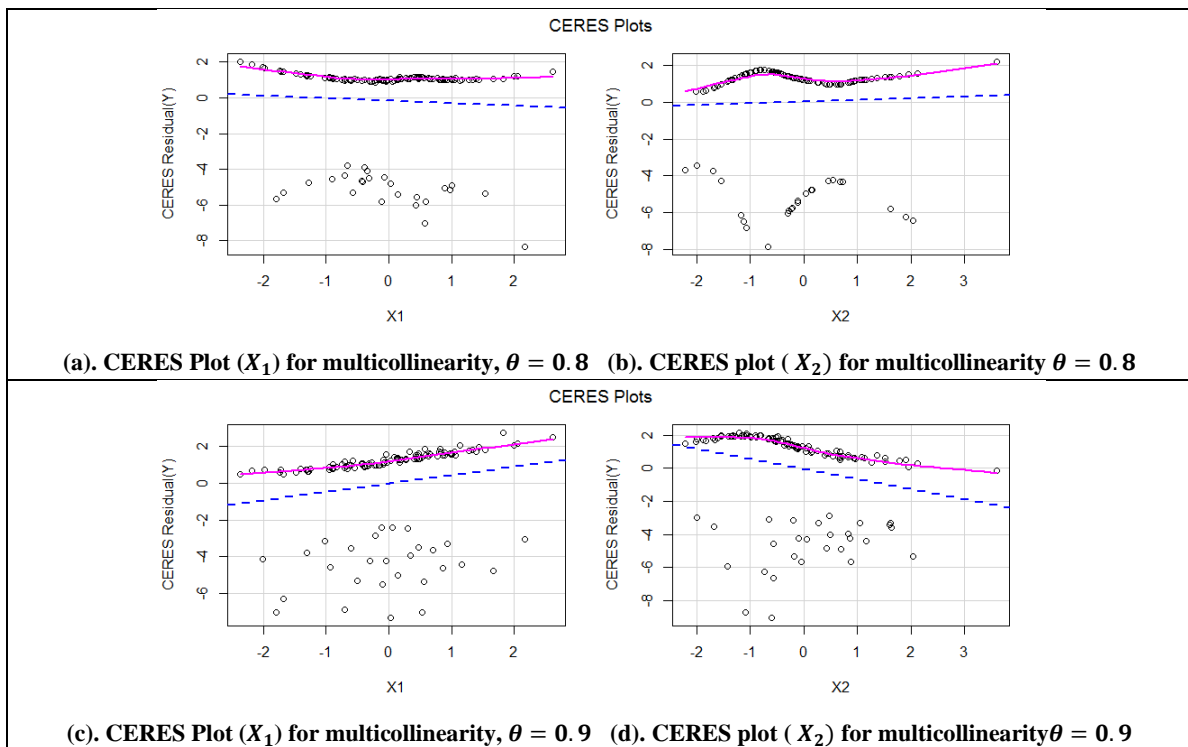 CERES Plots
CERES Residual(Y)
2
0
-2
-4
-6
-8
-2 -1 0 1 2
X1
CERES Residual(Y)
2
0
-2
-4
-6
-8
-2 -1 0 1 2 3
X2
(a). CERES Plot (X₁) for multicollinearity, θ = 0.8 (b). CERES plot ( X₂) for multicollinearity θ = 0.8
CERES Plots
CERES Residual(Y)
2
0
-2
-4
-6
-2 -1 0 1 2
X1
CERES Residual(Y)
2
0
-2
-4
-6
-8
-2 -1 0 1 2 3
X2
(c). CERES Plot (X₁) for multicollinearity, θ = 0.9 (d). CERES plot ( X₂) for multicollinearityθ = 0.9